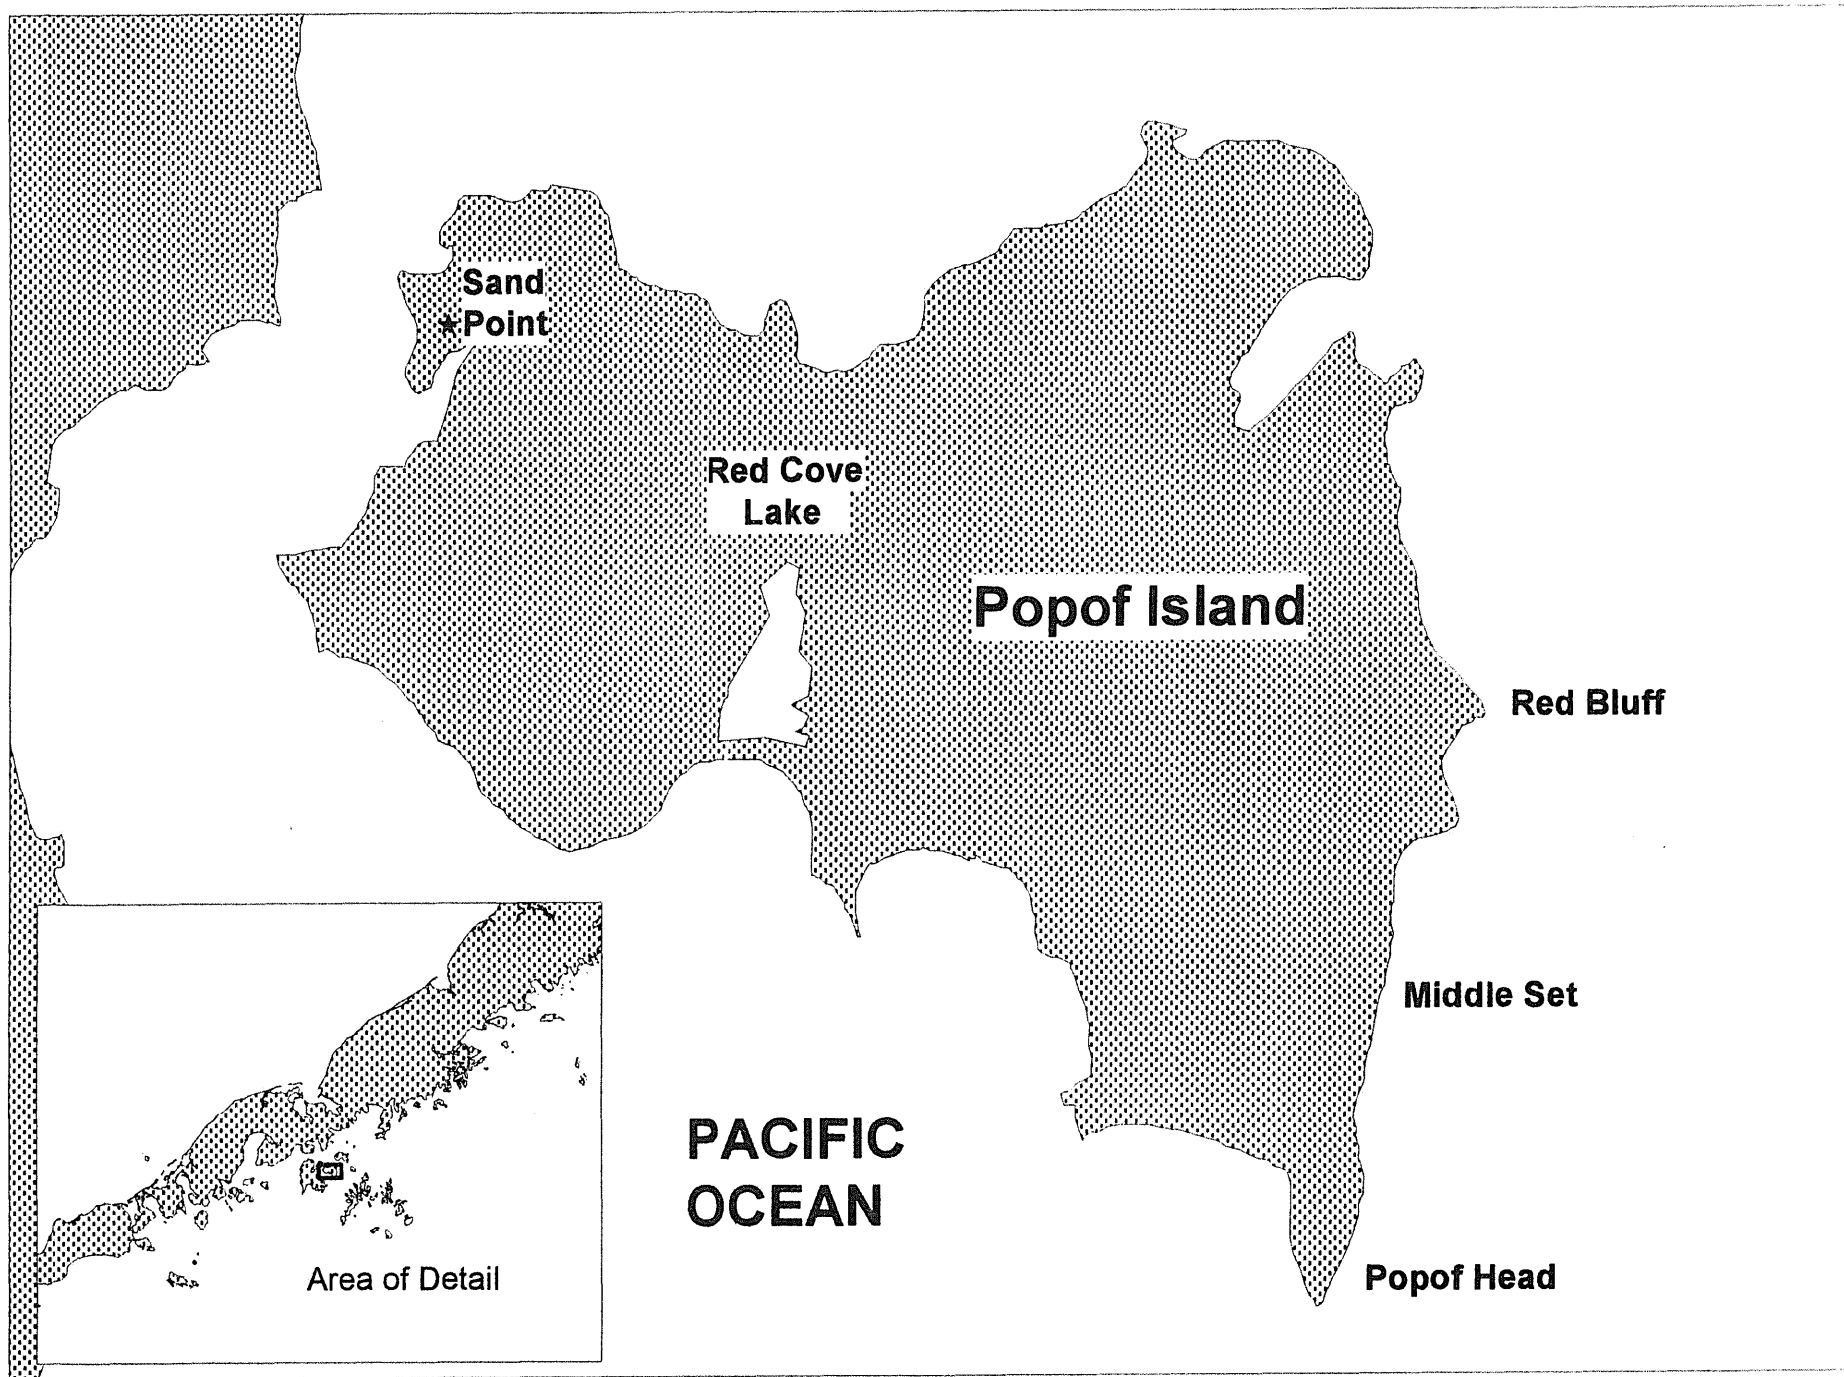 Sand
Point
Red Cove
Lake
Popof Island
Red Bluff
Middle Set
PACIFIC
OCEAN
Popof Head
Area of Detail